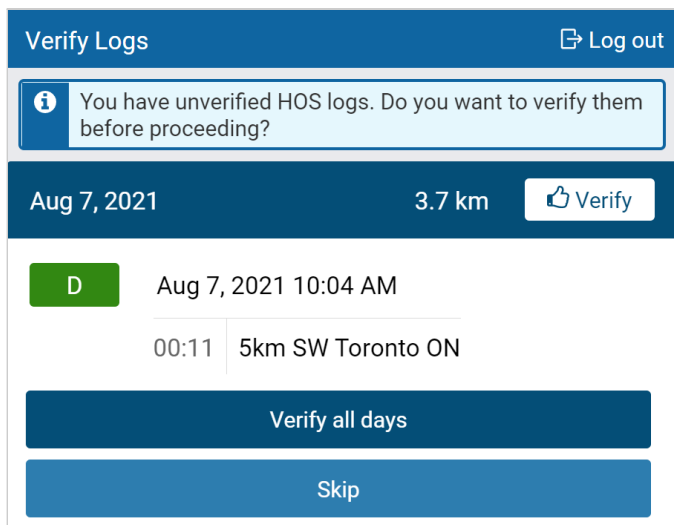 Verify Logs
Log out
You have unverified HOS logs. Do you want to verify them
before proceeding?
Aug 7, 2021
3.7 km
Verify
D
Aug 7, 2021 10:04 AM
00:11
5km SW Toronto ON
Verify all days
Skip